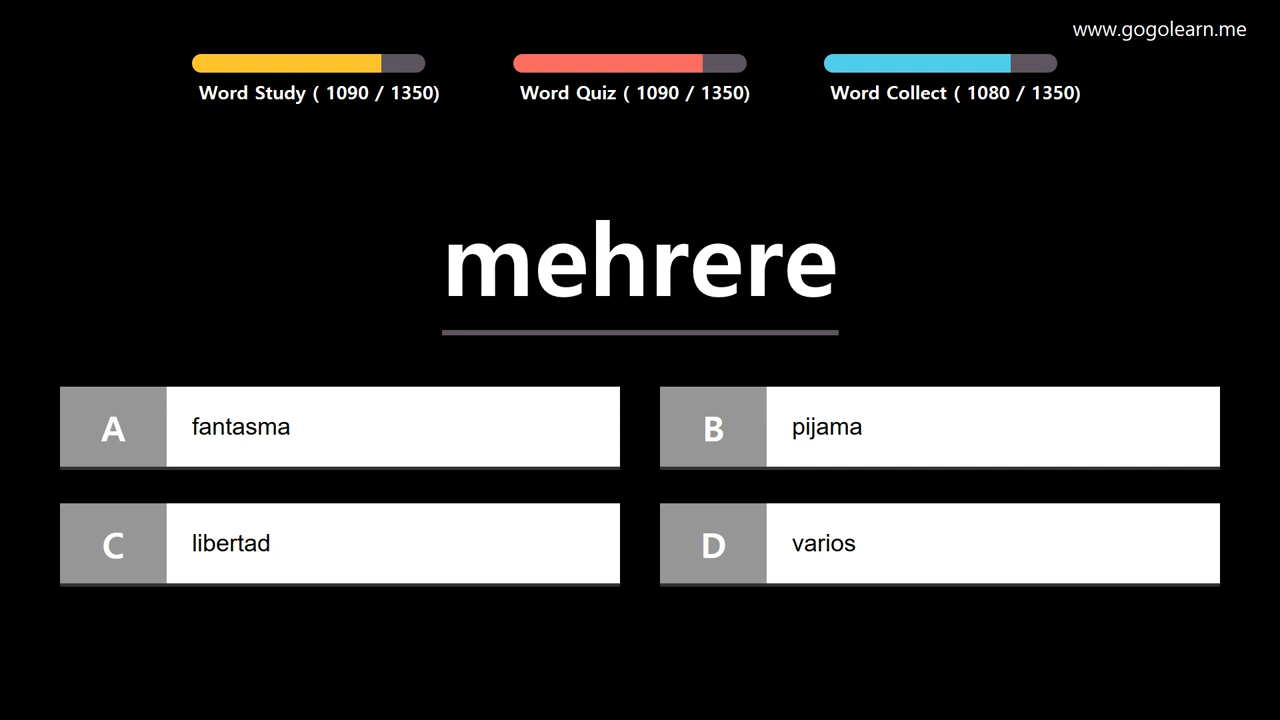 www.gogolearn.me
Word Study ( 1090 / 1350)
Word Quiz ( 1090 / 1350)
Word Collect ( 1080 / 1350)
mehrere
A fantasma
B pijama
C libertad
D varios